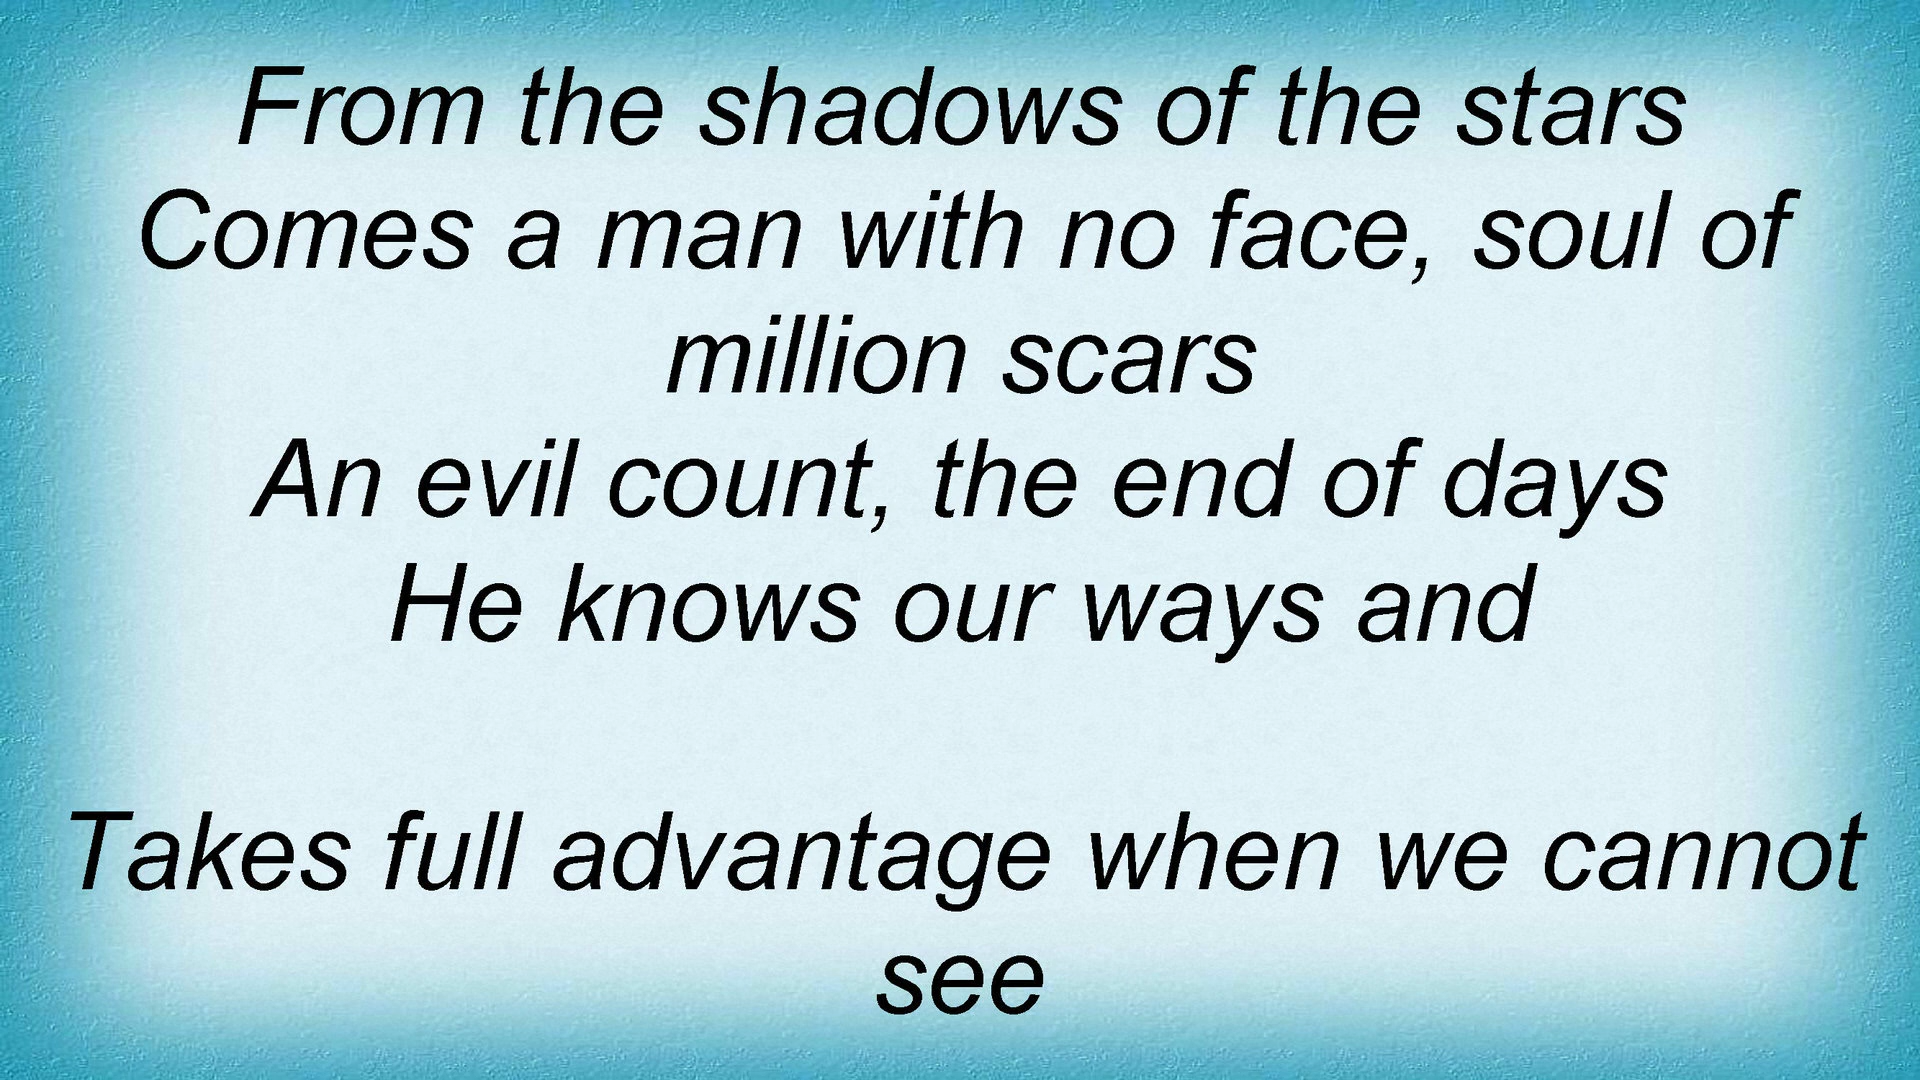 From the shadows of the stars
Comes a man with no face, soul of
million scars
An evil count, the end of days
He knows our ways and
Takes full advantage when we cannot
see